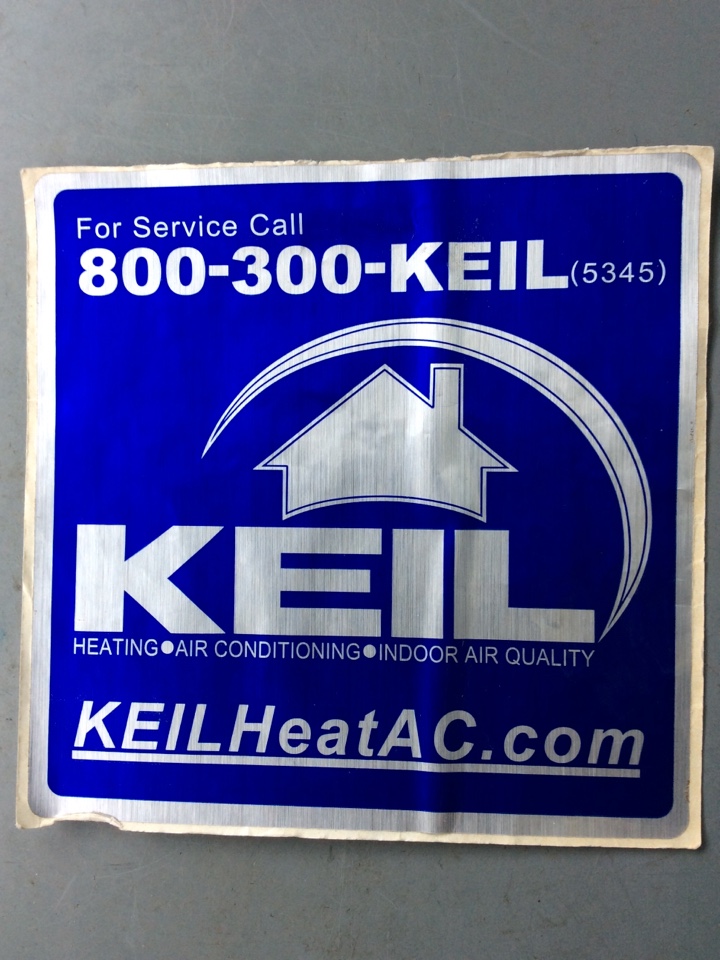 For Service Call
800-300-KEIL(5345)
KEIL
HEATING●AIR CONDITIONING●INDOOR AIR QUALITY
KEILHeatAC.com